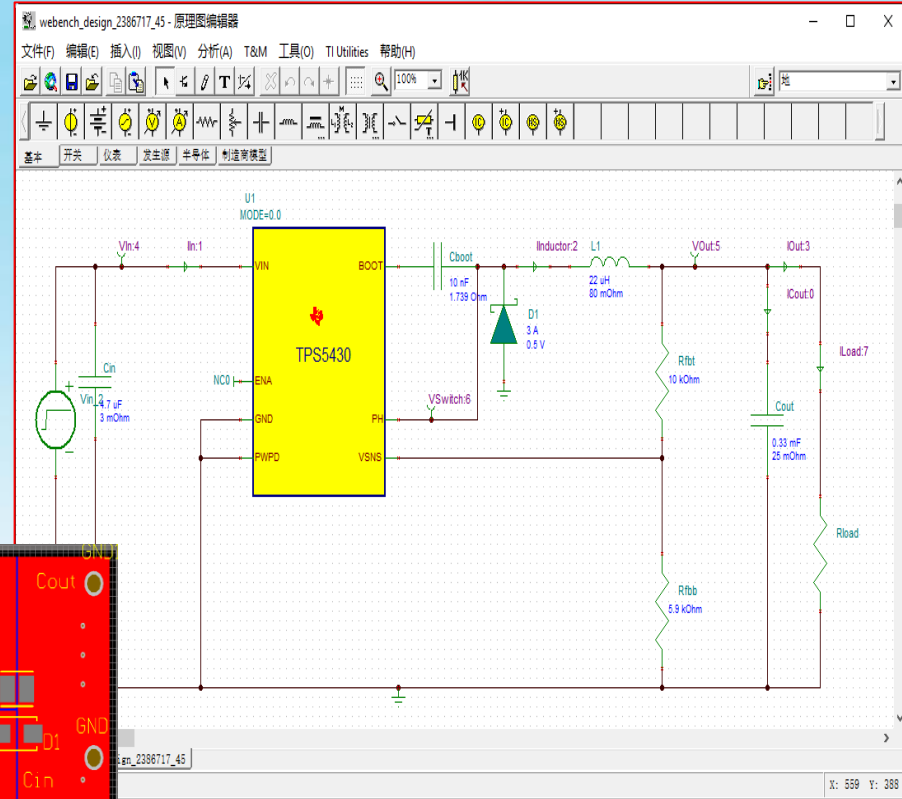 webench_design_2386717_45 - 原理图编辑器
文件(F) 编辑(E) 插入(I) 视图(V) 分析(A) T&M 工具(O) TI Utilities 帮助(H)
100%
地
基本 开关 仪表 发生源 半导体 制造商模型
U1
MODE=0.0
VIn:4
IIn:1
VIN
BOOT
TPS5430
NC0
ENA
GND
PH
PWPD
VSNS
Cboot
10 nF
1.739 Ohm
IInductor:2
L1
22 uH
80 mOhm
VOut:5
IOut:3
ICout:0
ILoad:7
D1
3 A
0.5 V
VSwitch:6
Cin
4.7 uF
3 mOhm
Vin_2
Rfbt
10 kOhm
Cout
0.33 mF
25 mOhm
Rload
Rfbb
5.9 kOhm
GND
Cout
GND
D1
Cin
_2386717_45
X: 559 Y: 388